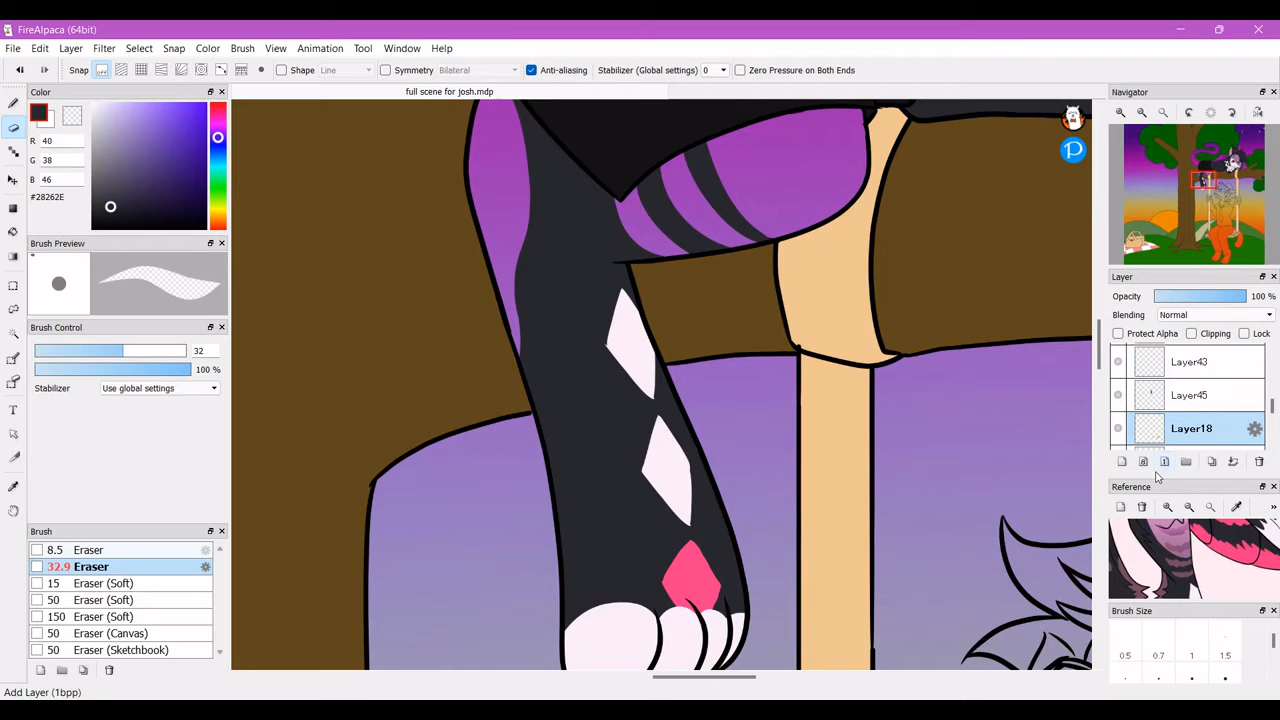 FireAlpaca (64bit)
File Edit Layer Filter Select Snap Color Brush View Animation Tool Window Help
Snap Shape Line Symmetry Bilateral Anti-aliasing Stabilizer (Global settings) 0 Zero Pressure on Both Ends
Color
full scene for josh.mdp
Navigator
R 40
G 38
B 46
#28262E
Brush Preview
Layer
Opacity 100 %
Blending Normal
Protect Alpha Clipping Lock
Brush Control
32
100 %
Stabilizer Use global settings
Layer43
Layer45
Layer18
Reference
Brush
8.5 Eraser
32.9 Eraser
15 Eraser (Soft)
50 Eraser (Soft)
150 Eraser (Soft)
50 Eraser (Canvas)
50 Eraser (Sketchbook)
Brush Size
0.5 0.7 1 1.5
Add Layer (1bpp)